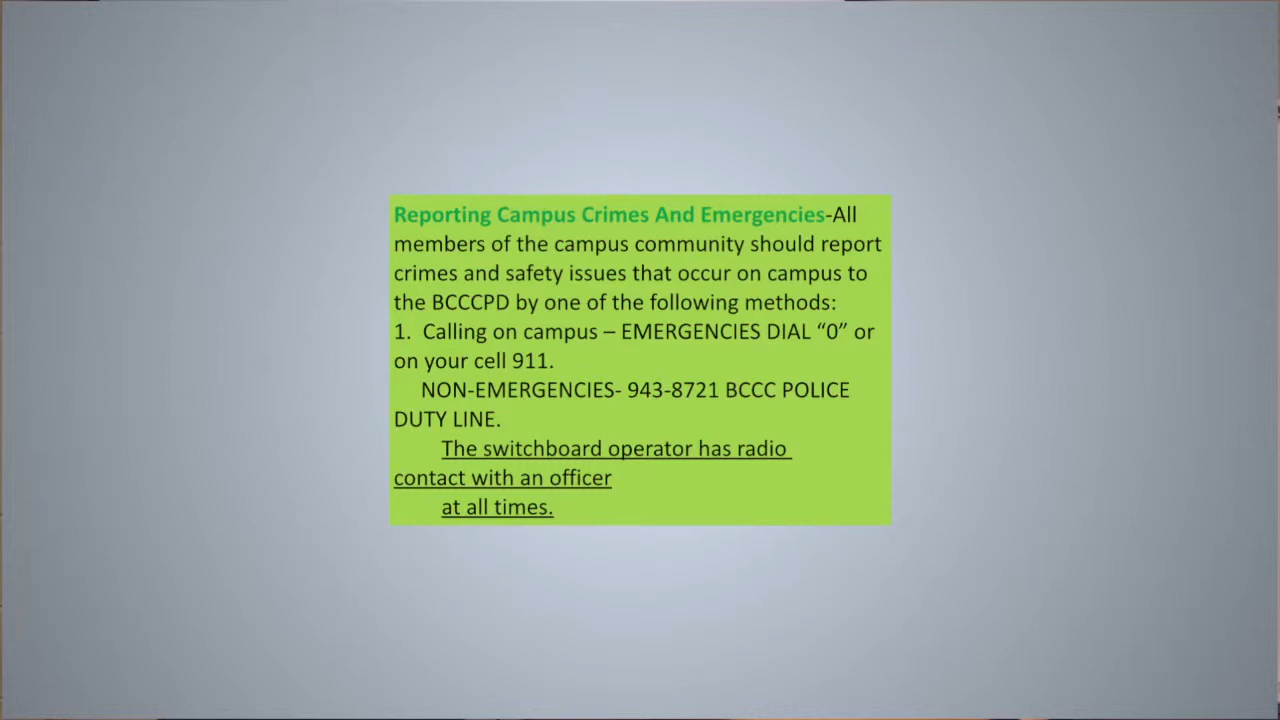 Reporting Campus Crimes And Emergencies-All
members of the campus community should report
crimes and safety issues that occur on campus to
the BCCCPD by one of the following methods:
1. Calling on campus – EMERGENCIES DIAL “0” or
on your cell 911.
NON-EMERGENCIES- 943-8721 BCCC POLICE
DUTY LINE.
The switchboard operator has radio
contact with an officer
at all times.